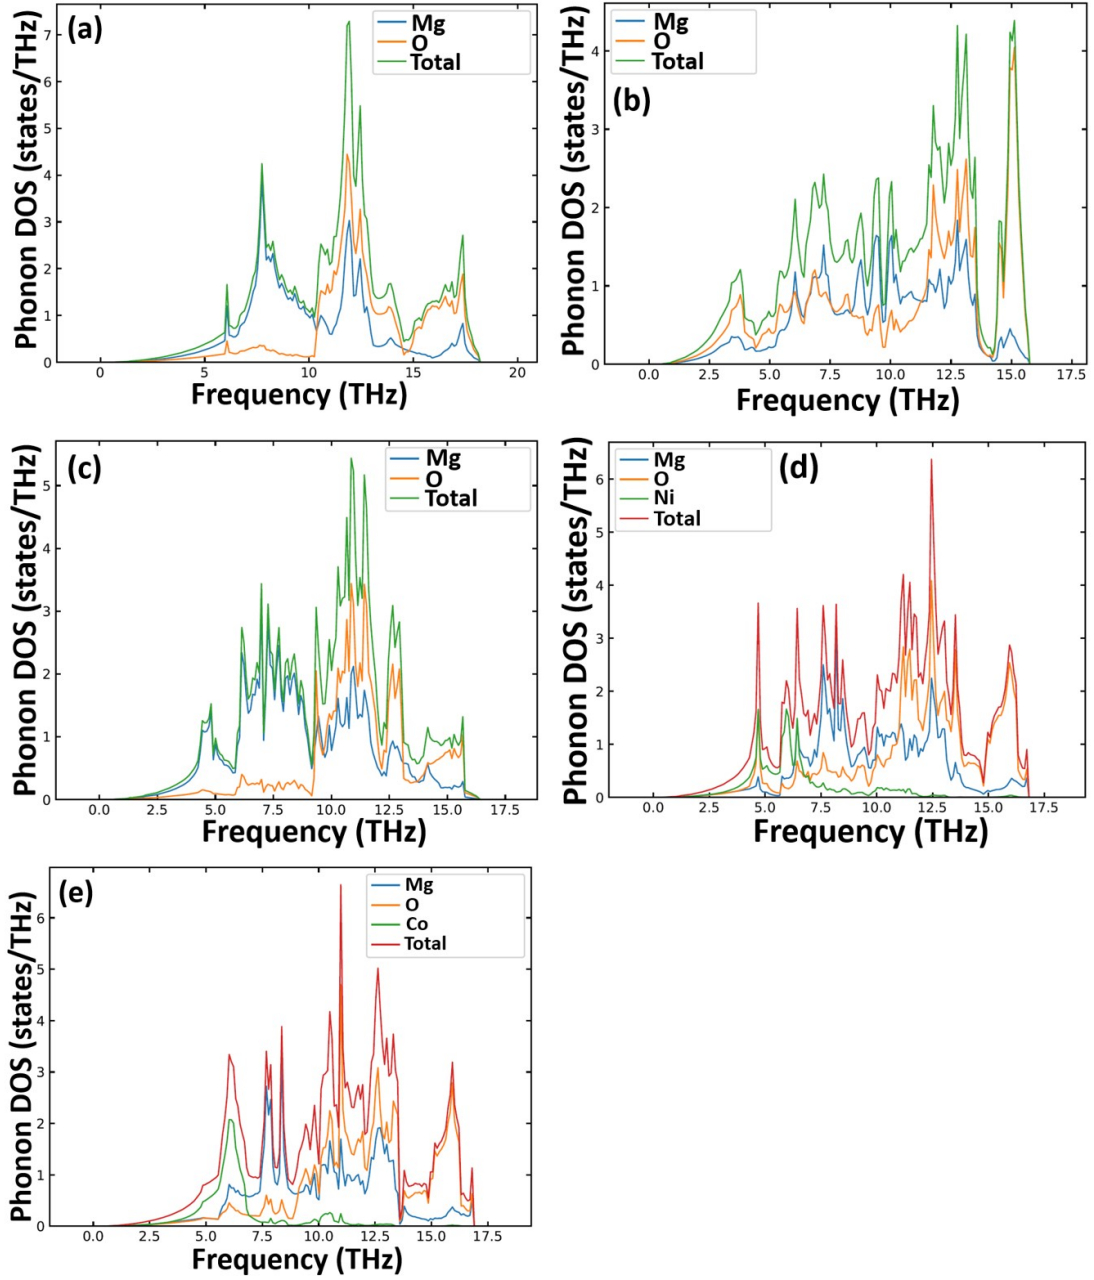 (a)
Mg
O
Total
Phonon DOS (states/THz)
7
6
5
4
3
2
1
0
0
5
10
15
20
Frequency (THz)
Mg
O
Total
(b)
Phonon DOS (states/THz)
4
3
2
1
0
0.0
2.5
5.0
7.5
10.0
12.5
15.0
17.5
Frequency (THz)
(c)
Mg
O
Total
Phonon DOS (states/THz)
5
4
3
2
1
0
0.0
2.5
5.0
7.5
10.0
12.5
15.0
17.5
Frequency (THz)
Mg
O
Ni
Total
(d)
Phonon DOS (states/THz)
6
5
4
3
2
1
0
0.0
2.5
5.0
7.5
10.0
12.5
15.0
17.5
Frequency (THz)
(e)
Mg
O
Co
Total
Phonon DOS (states/THz)
6
5
4
3
2
1
0
0.0
2.5
5.0
7.5
10.0
12.5
15.0
17.5
Frequency (THz)